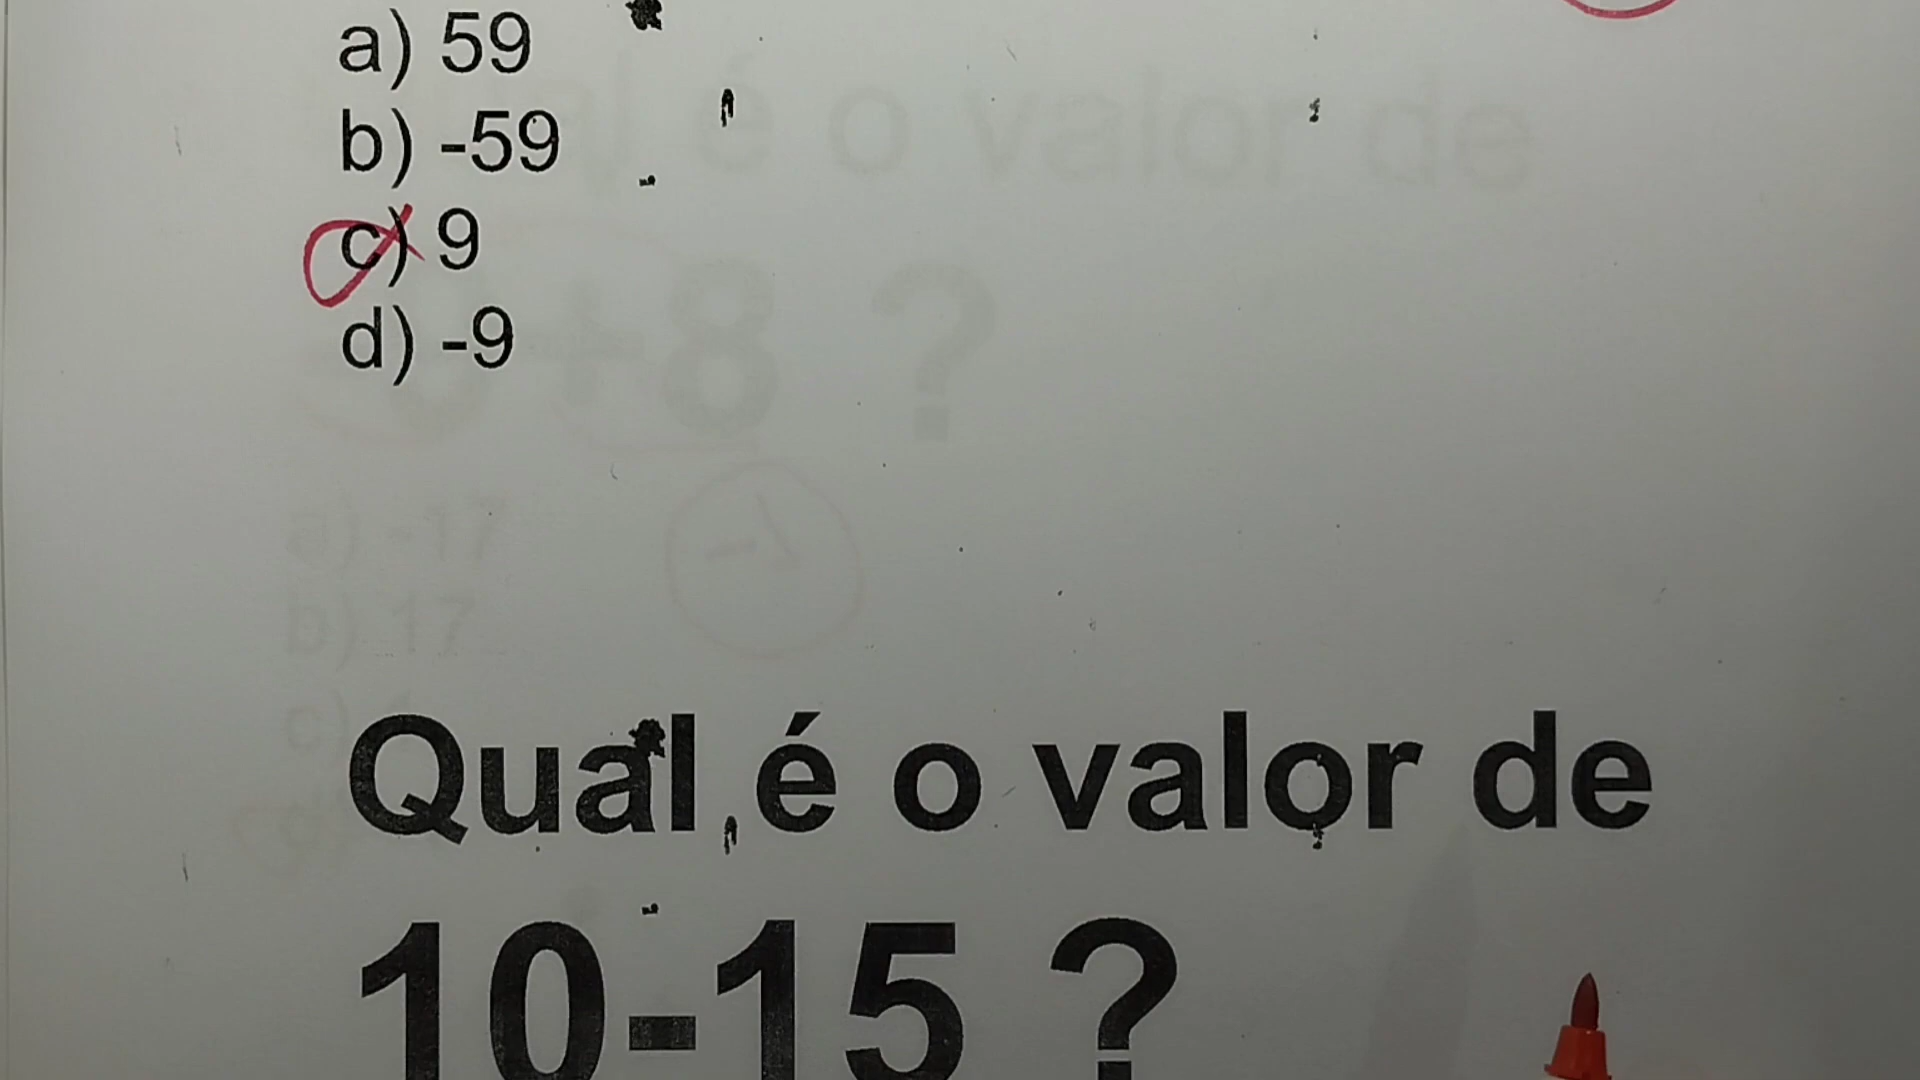 a) 59
b) -59
c) 9
d) -9
Qual é o valor de
10-15 ?